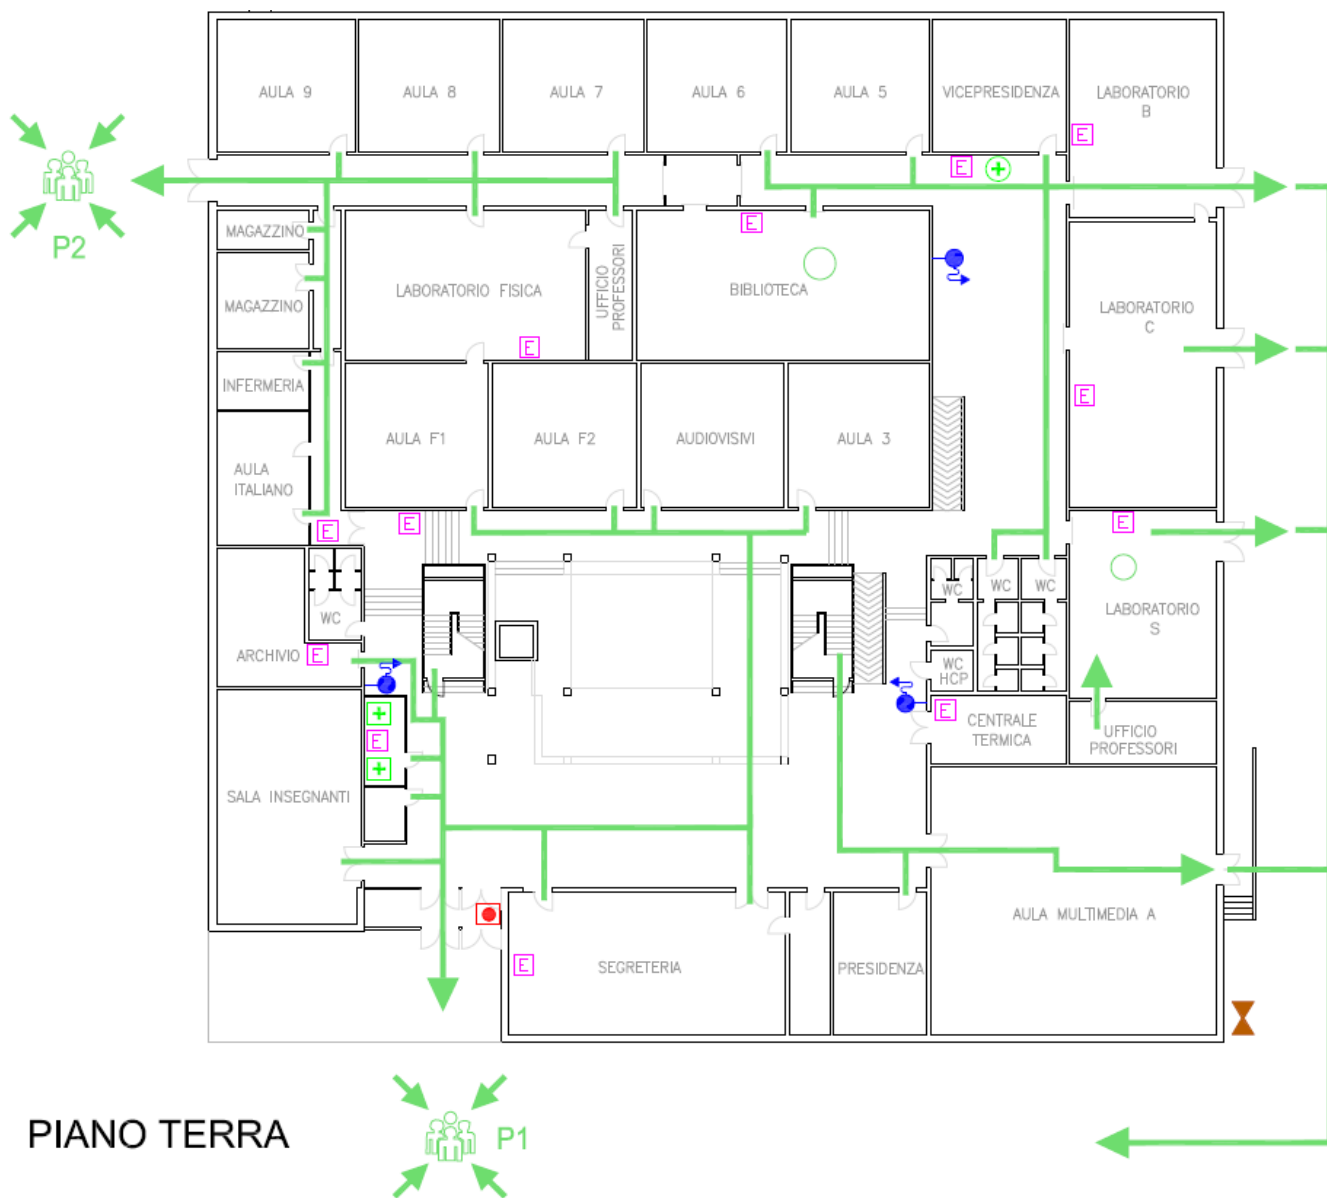 AULA 9
AULA 8
AULA 7
AULA 6
AULA 5
VICEPRESIDENZA
LABORATORIO
B
E
E
P2
MAGAZZINO
E
MAGAZZINO
LABORATORIO FISICA
UFFICIO
PROFESSORI
BIBLIOTECA
LABORATORIO
C
E
INFERMERIA
E
AULA F1
AULA F2
AUDIOVISIVI
AULA 3
AULA
ITALIANO
E
E
E
WC
WC
WC
WC
LABORATORIO
S
ARCHIVIO
E
WC
HCP
E
CENTRALE
TERMICA
UFFICIO
PROFESSORI
E
SALA INSEGNANTI
AULA MULTIMEDIA A
E
SEGRETERIA
PRESIDENZA
PIANO TERRA
P1